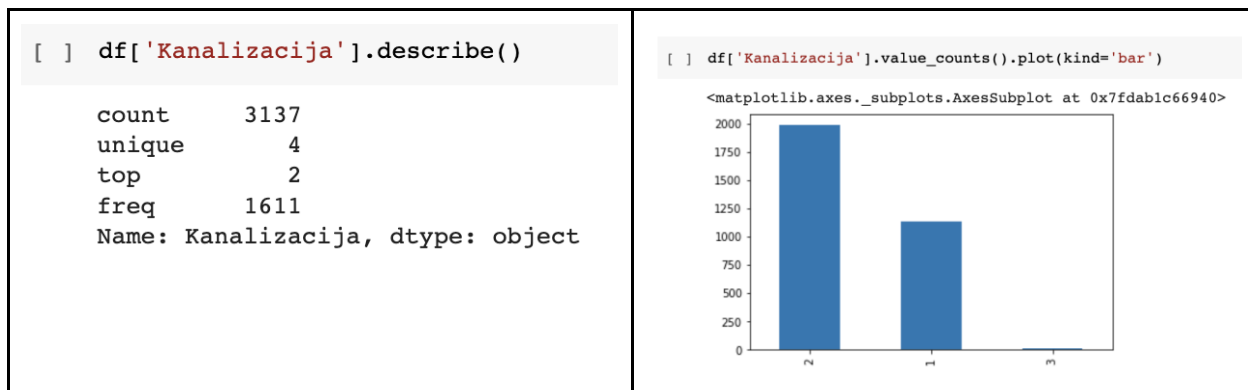 [ ] df['Kanalizacija'].describe()
count 3137
unique 4
top 2
freq 1611
Name: Kanalizacija, dtype: object
[ ] df['Kanalizacija'].value_counts().plot(kind='bar')
<matplotlib.axes._subplots.AxesSubplot at 0x7fdab1c66940>
2000
1750
1500
1250
1000
750
500
250
0
2 1 3